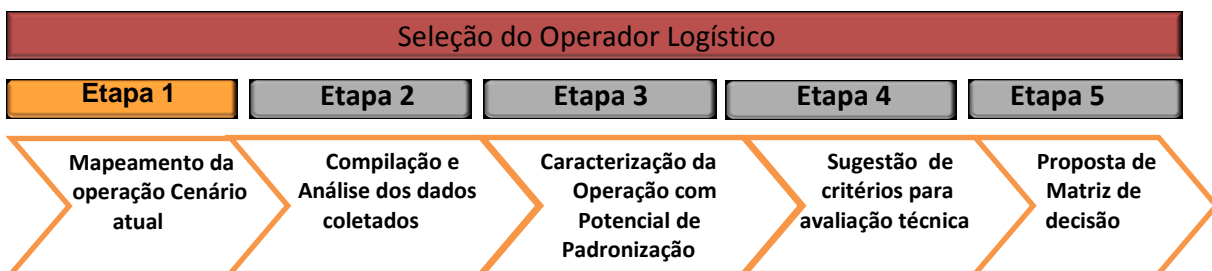 Seleção do Operador Logístico
Etapa 1
Etapa 2
Etapa 3
Etapa 4
Etapa 5
Mapeamento da
operação Cenário
atual
Compilação e
Análise dos dados
coletados
Caracterização da
Operação com
Potencial de
Padronização
Sugestão de
critérios para
avaliação técnica
Proposta de
Matriz de
decisão